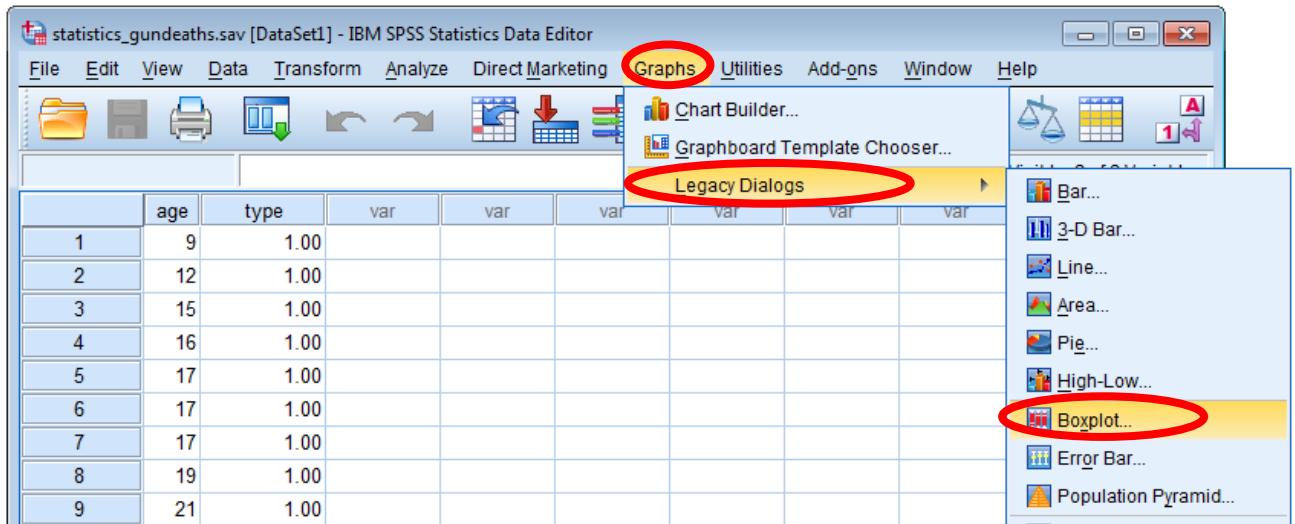 statistics_gundeaths.sav [DataSet1] - IBM SPSS Statistics Data Editor
File Edit View Data Transform Analyze Direct Marketing Graphs Utilities Add-ons Window Help
Chart Builder...
A
1
Graphboard Template Chooser...
Legacy Dialogs
Bar...
age type var var var var var var
3-D Bar...
1 9 1.00
2 12 1.00
Line...
3 15 1.00
Area...
4 16 1.00
Pie...
5 17 1.00
High-Low...
6 17 1.00
Boxplot...
7 17 1.00
Error Bar...
8 19 1.00
Population Pyramid...
9 21 1.00